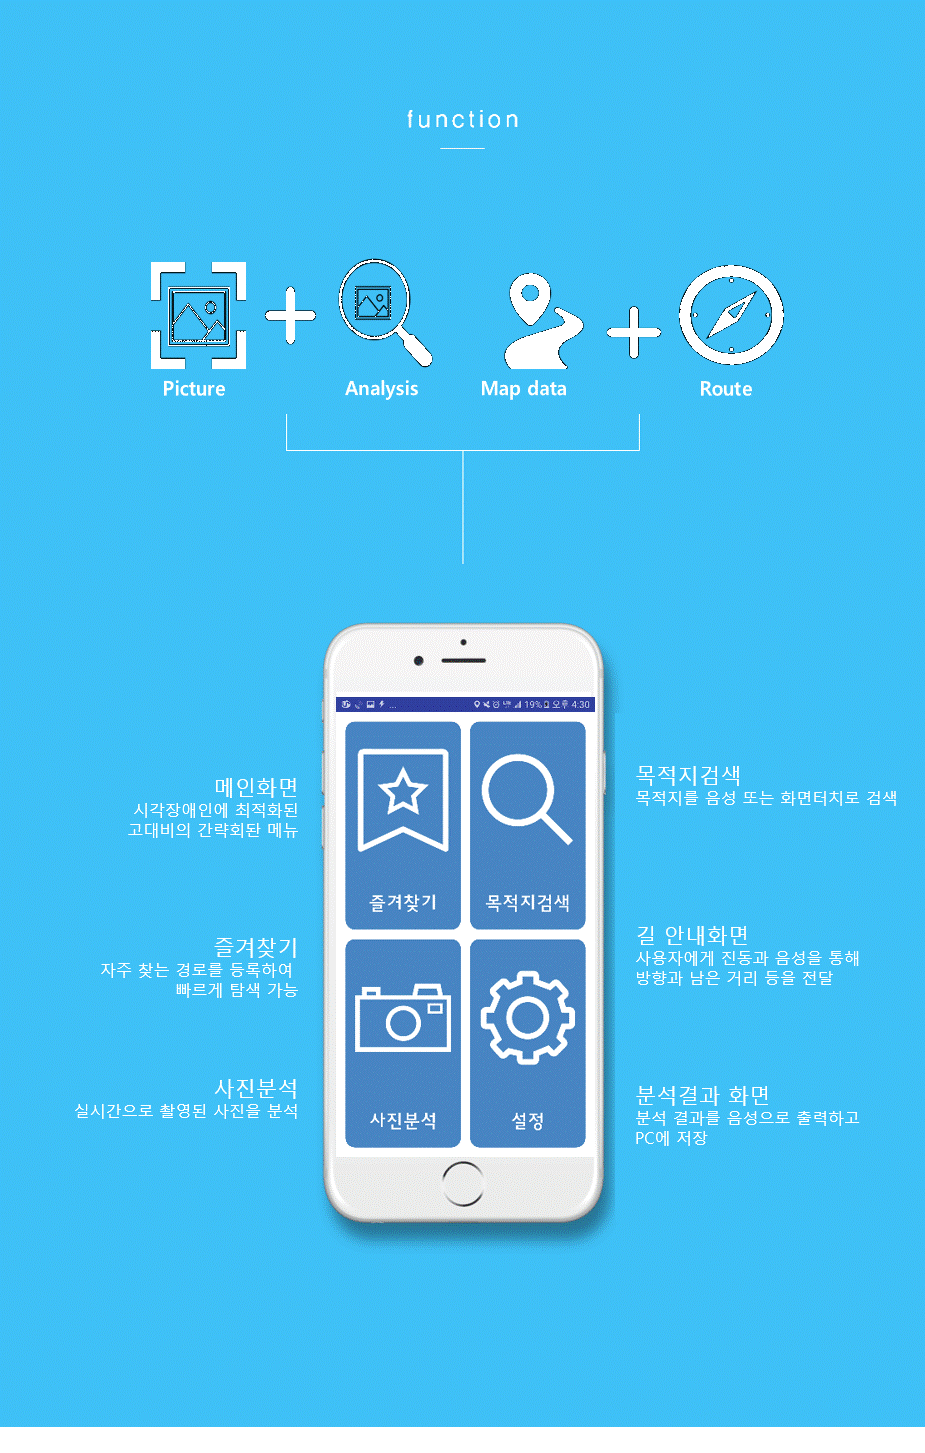 function
Picture
Analysis
Map data
Route
19% 오후 4:30
즐겨찾기
목적지검색
사진분석
설정
메인화면
시각장애인에 최적화된
고대비의 간략회돤 메뉴
즐겨찾기
자주 찾는 경로를 등록하여
빠르게 탐색 가능
사진분석
실시간으로 촬영된 사진을 분석
목적지검색
목적지를 음성 또는 화면터치로 검색
길 안내화면
사용자에게 진동과 음성을 통해
방향과 남은 거리 등을 전달
분석결과 화면
분석 결과를 음성으로 출력하고
PC에 저장